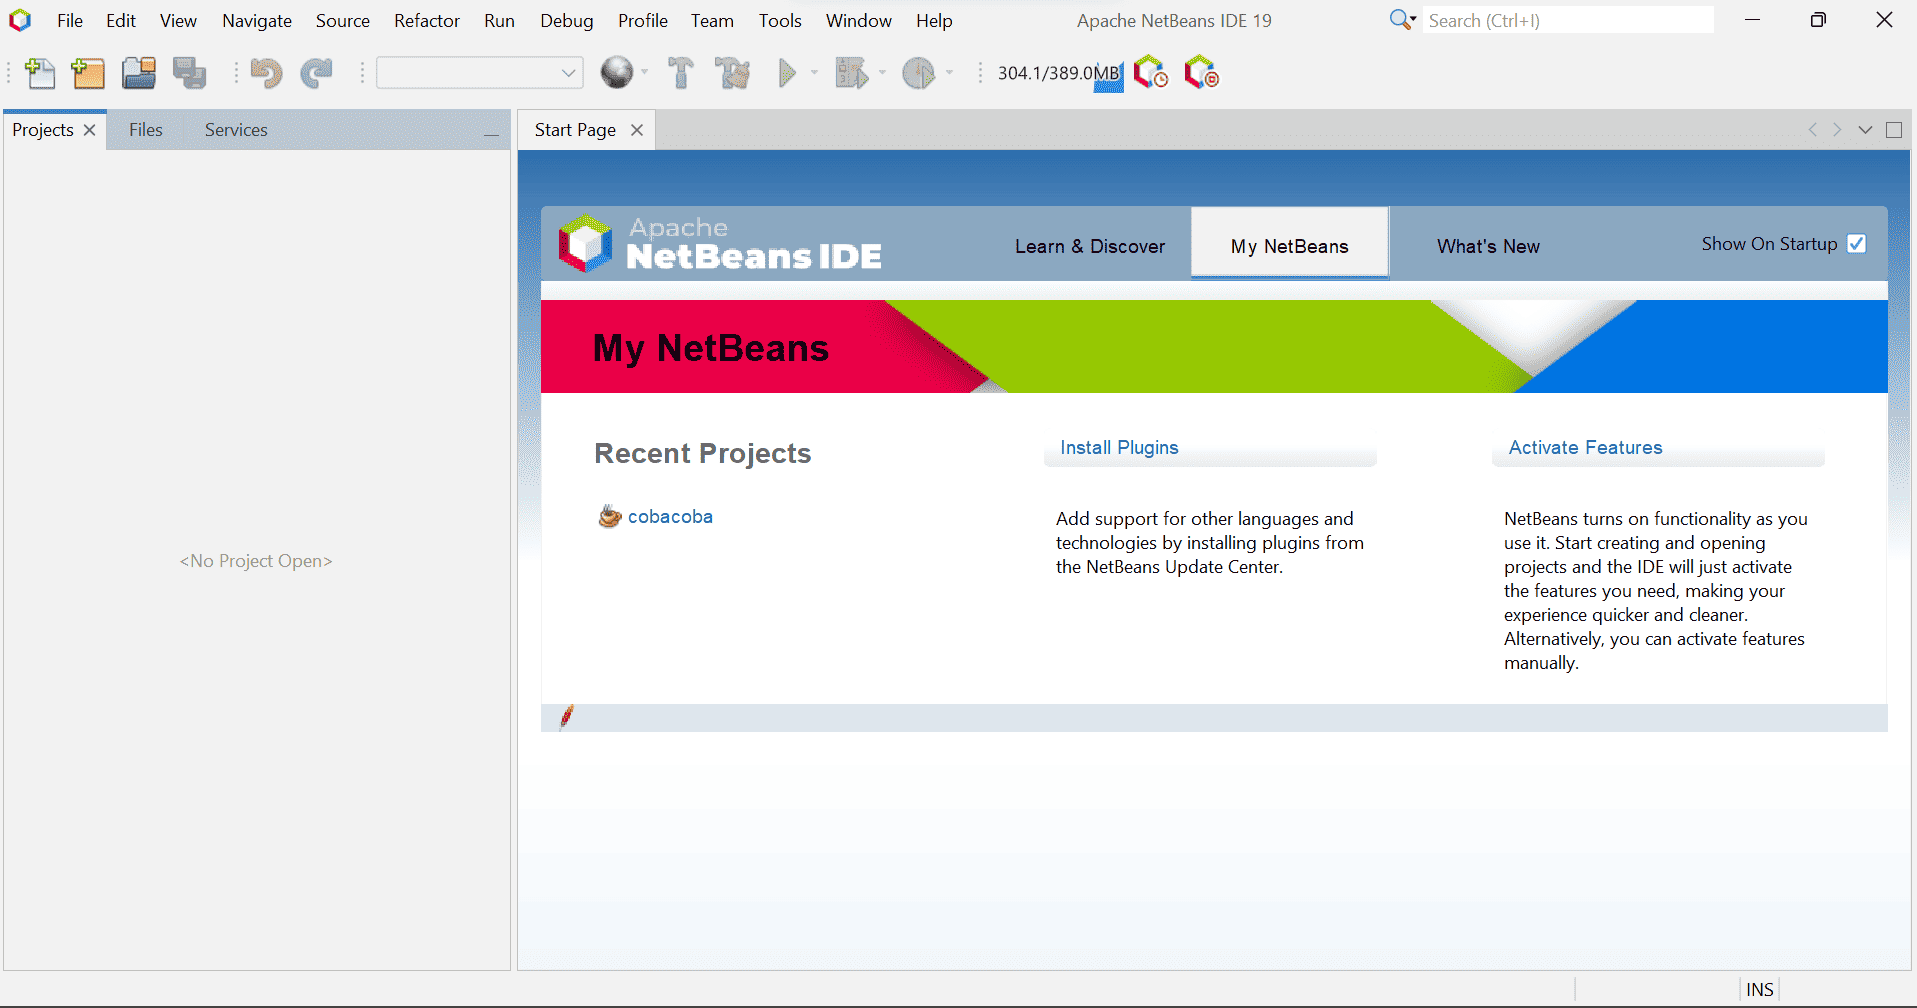 File Edit View Navigate Source Refactor Run Debug Profile Team Tools Window Help Apache NetBeans IDE 19 Search (Ctrl+I)
304.1/389.0MB
Projects Files Services Start Page
Apache
NetBeans IDE
Learn & Discover My NetBeans What's New Show On Startup
My NetBeans
Recent Projects
cobacoba
Install Plugins
Add support for other languages and
technologies by installing plugins from
the NetBeans Update Center.
Activate Features
NetBeans turns on functionality as you
use it. Start creating and opening
projects and the IDE will just activate
the features you need, making your
experience quicker and cleaner.
Alternatively, you can activate features
manually.
<No Project Open>
INS